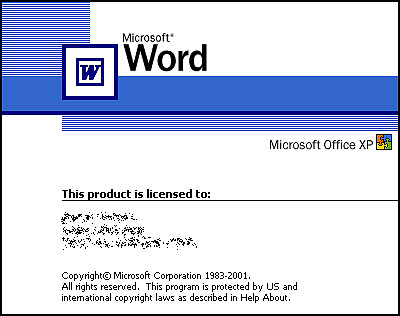 Microsoft®
Word
W
Microsoft Office XP
This product is licensed to:
Copyright© Microsoft Corporation 1983-2001.
All rights reserved.  This program is protected by US and
international copyright laws as described in Help About.